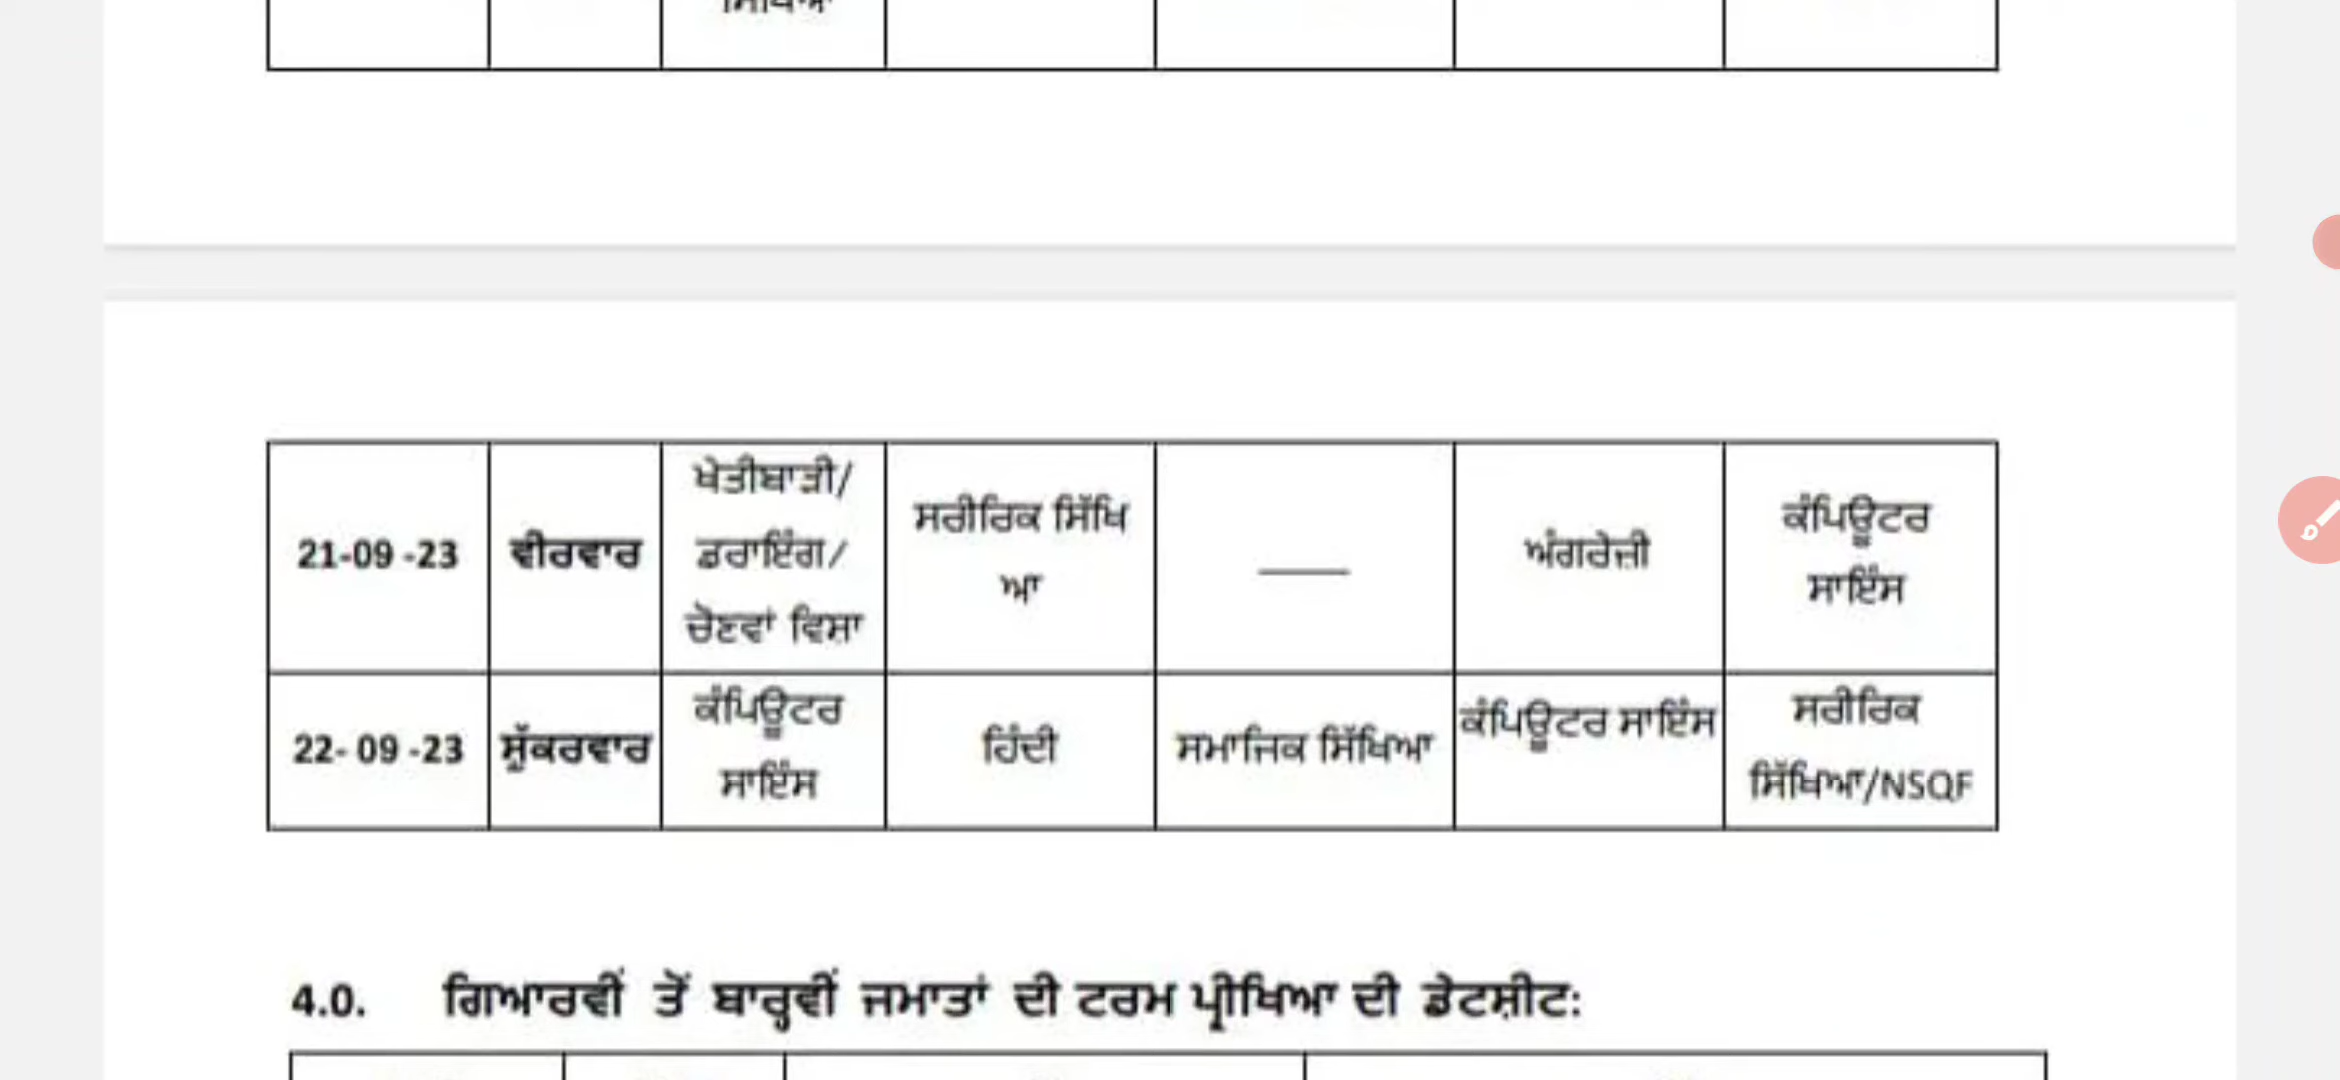 ਸਿੱਖਿਆ
21-09 -23 ਵੀਰਵਾਰ ਖੇਤੀਬਾੜੀ/ ਡਰਾਇੰਗ/ ਚੋਣਵਾਂ ਵਿਸ਼ਾ ਸਰੀਰਿਕ ਸਿੱਖਿ ਆ ____ ਅੰਗਰੇਜ਼ੀ ਕੰਪਿਊਟਰ ਸਾਇੰਸ
22- 09 -23 ਸ਼ੁੱਕਰਵਾਰ ਕੰਪਿਊਟਰ ਸਾਇੰਸ ਹਿੰਦੀ ਸਮਾਜਿਕ ਸਿੱਖਿਆ ਕੰਪਿਊਟਰ ਸਾਇੰਸ ਸਰੀਰਿਕ ਸਿੱਖਿਆ/NSQF
4.0. ਗਿਆਰਵੀਂ ਤੋਂ ਬਾਰ੍ਹਵੀਂ ਜਮਾਤਾਂ ਦੀ ਟਰਮ ਪ੍ਰੀਖਿਆ ਦੀ ਡੇਟਸ਼ੀਟ: